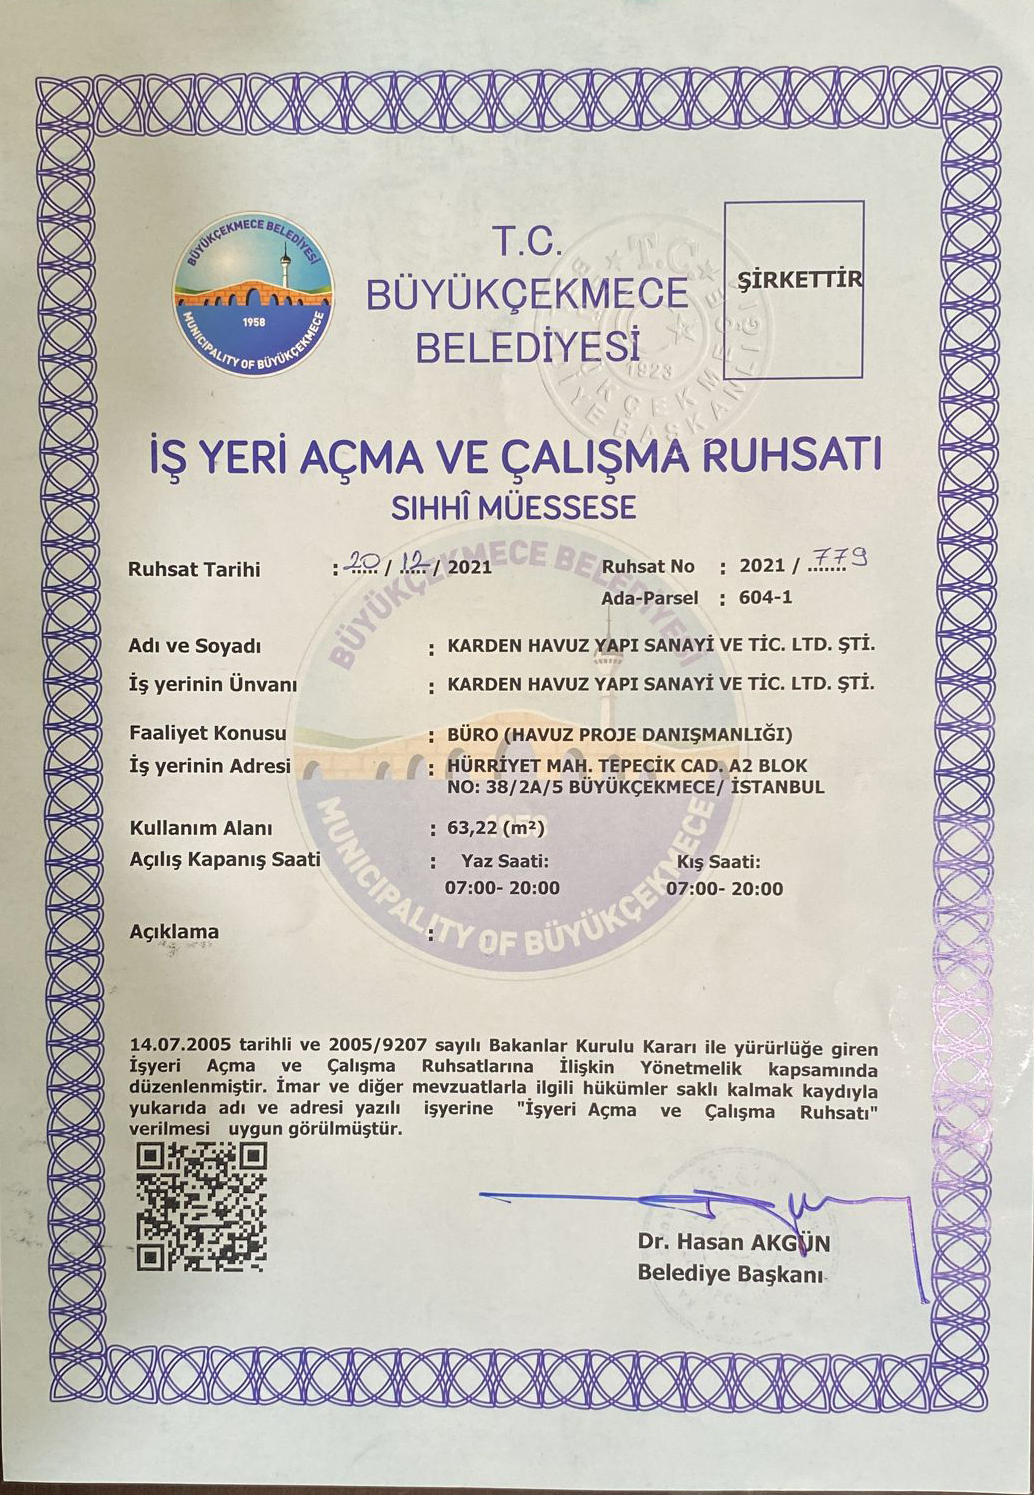 BÜYÜKÇEKMECE BELEDİYESİ
1958
MUNICIPALITY OF BÜYÜKÇEKMECE
T.C.
BÜYÜKÇEKMECE
BELEDİYESİ
ŞİRKETTİR
T.C.
1923
İŞ YERİ AÇMA VE ÇALIŞMA RUHSATI
SIHHÎ MÜESSESE
Ruhsat Tarihi : 20 / 12 / 2021 Ruhsat No : 2021 / 779
Ada-Parsel : 604-1
Adı ve Soyadı : KARDEN HAVUZ YAPI SANAYİ VE TİC. LTD. ŞTİ.
İş yerinin Ünvanı : KARDEN HAVUZ YAPI SANAYİ VE TİC. LTD. ŞTİ.
Faaliyet Konusu : BÜRO (HAVUZ PROJE DANIŞMANLIĞI)
İş yerinin Adresi : HÜRRİYET MAH. TEPECİK CAD. A2 BLOK
NO: 38/2A/5 BÜYÜKÇEKMECE/ İSTANBUL
Kullanım Alanı : 63,22 (m²)
Açılış Kapanış Saati : Yaz Saati: Kış Saati:
07:00- 20:00 07:00- 20:00
Açıklama :
BÜYÜKÇEKMECE BELEDİYESİ
MUNICIPALITY OF BÜYÜKÇEKMECE
14.07.2005 tarihli ve 2005/9207 sayılı Bakanlar Kurulu Kararı ile yürürlüğe giren
İşyeri Açma ve Çalışma Ruhsatlarına İlişkin Yönetmelik kapsamında
düzenlenmiştir. İmar ve diğer mevzuatlarla ilgili hükümler saklı kalmak kaydıyla
yukarıda adı ve adresi yazılı işyerine "İşyeri Açma ve Çalışma Ruhsatı"
verilmesi uygun görülmüştür.
Dr. Hasan AKGÜN
Belediye Başkanı